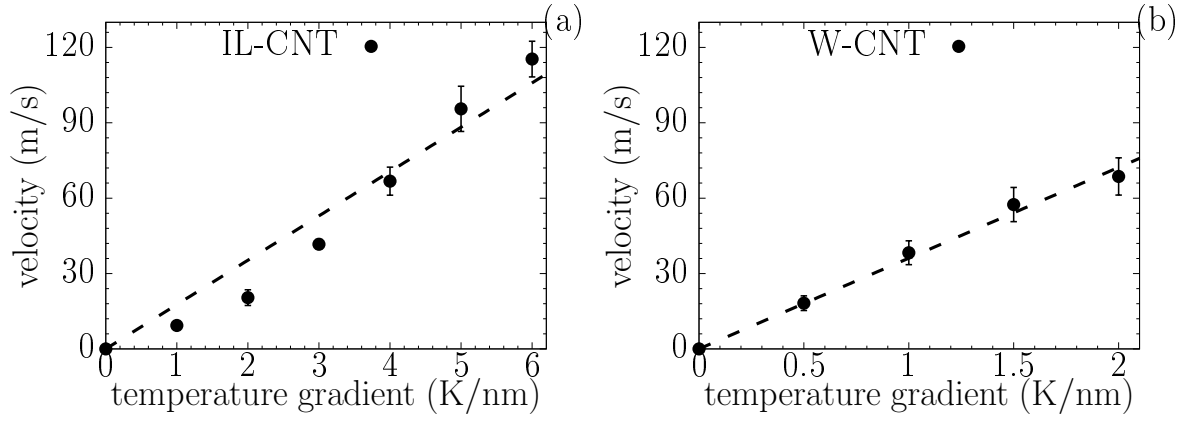 (a)
IL-CNT
velocity (m/s)
120
90
60
30
0
0 1 2 3 4 5 6
temperature gradient (K/nm)
(b)
W-CNT
velocity (m/s)
120
90
60
30
0
0 0.5 1 1.5 2
temperature gradient (K/nm)